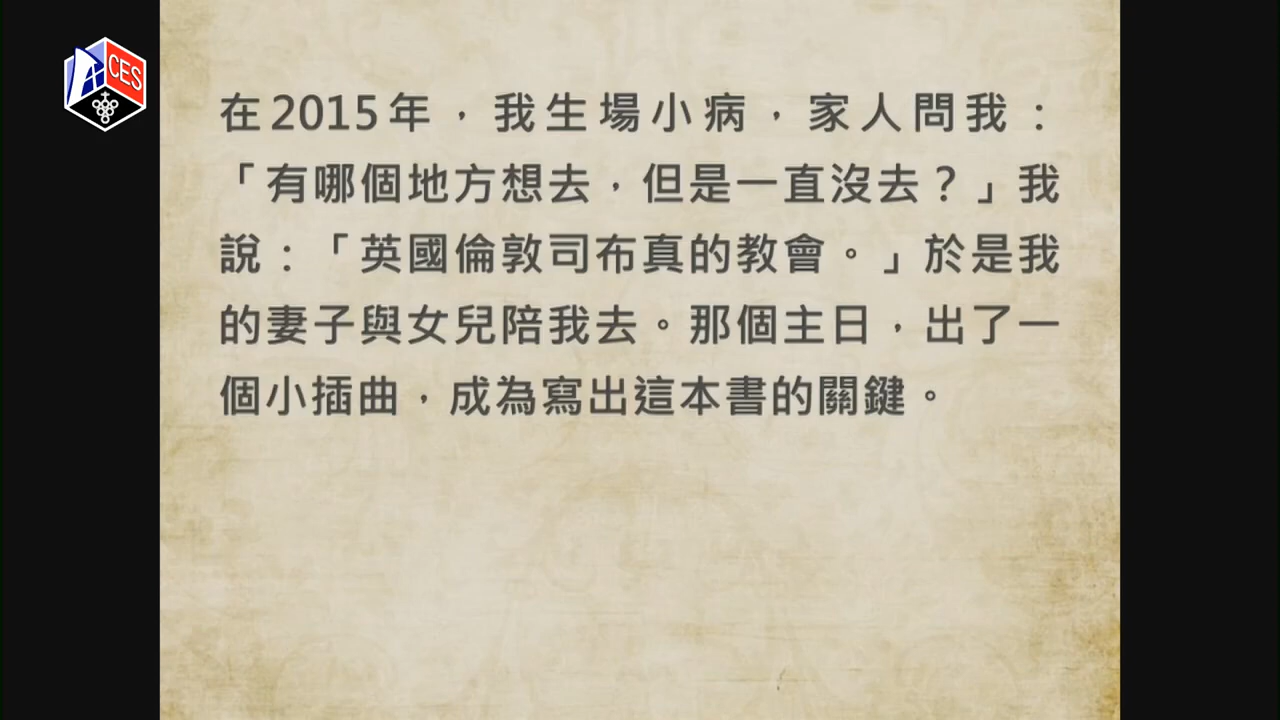 ACES
在2015年，我生場小病，家人問我：
「有哪個地方想去，但是一直沒去？」我
說：「英國倫敦司布真的教會。」於是我
的妻子與女兒陪我去。那個主日，出了一
個小插曲，成為寫出這本書的關鍵。